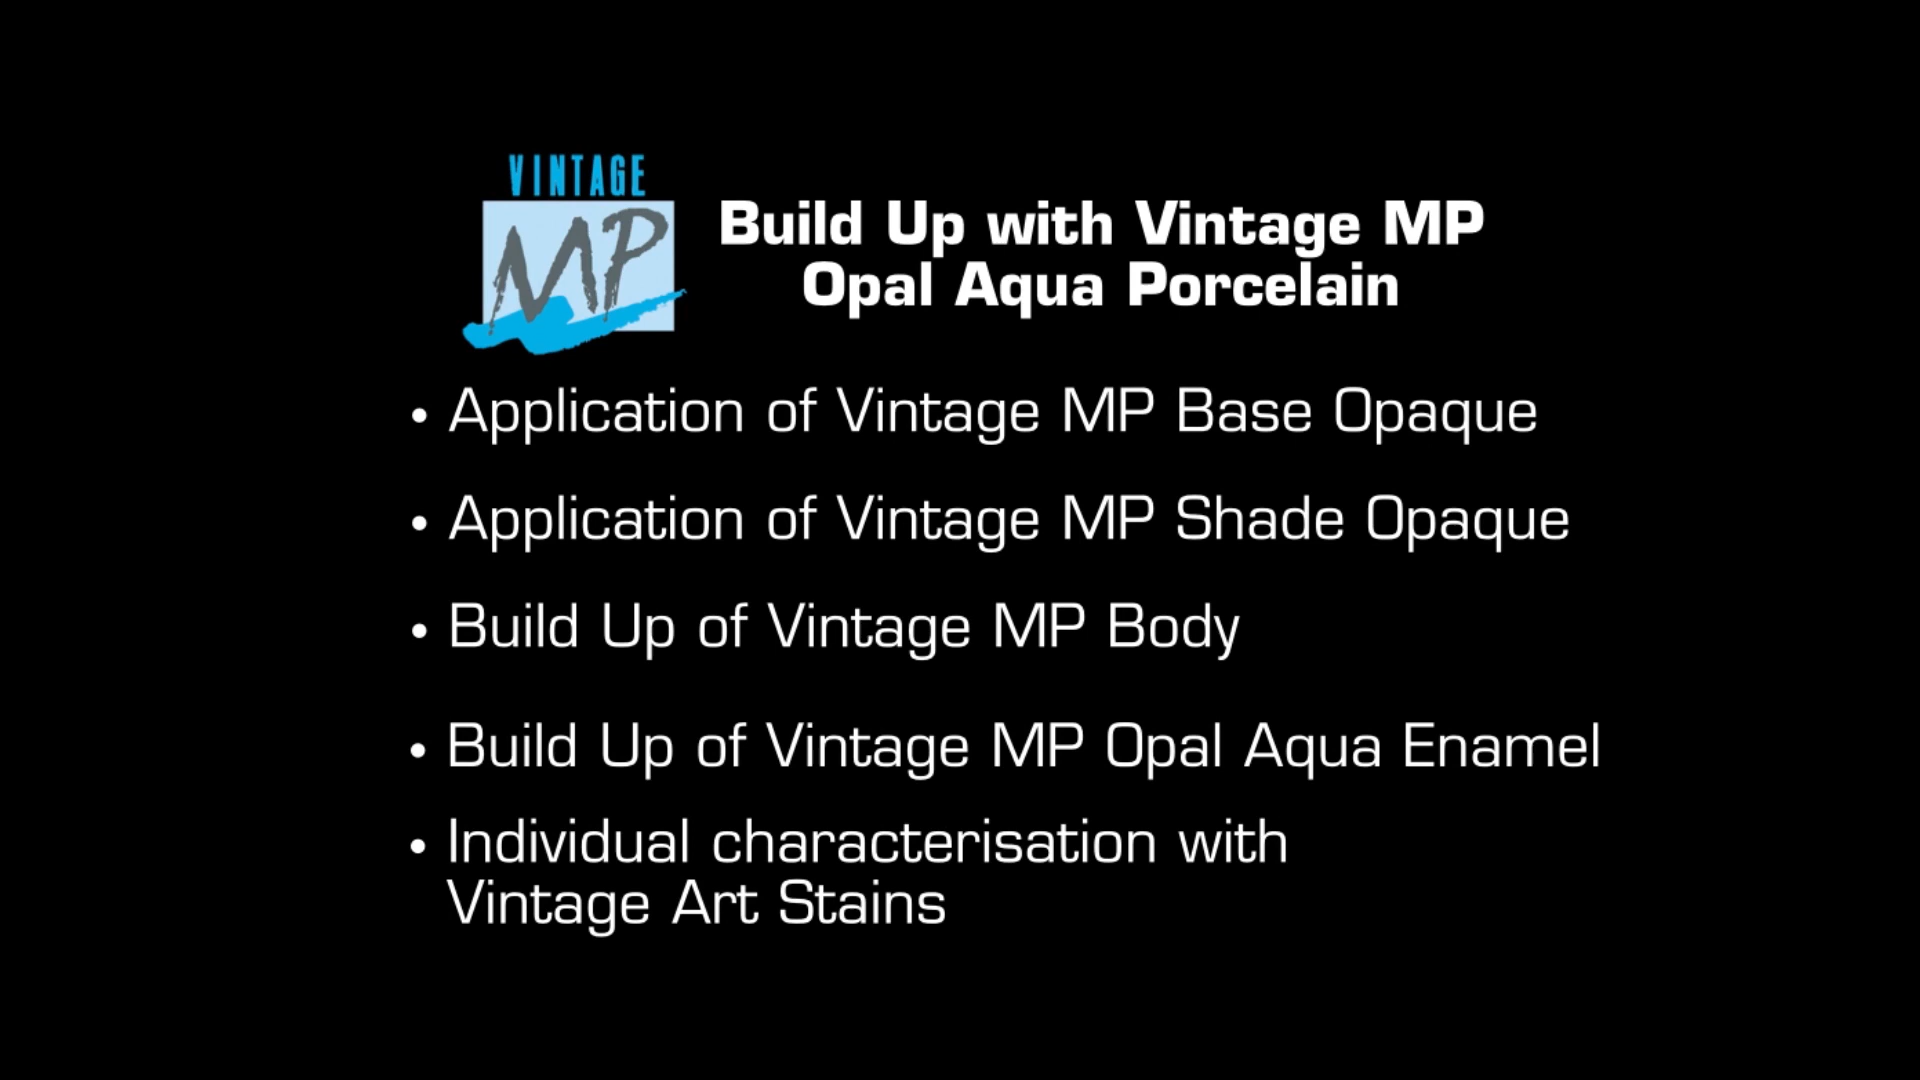 VINTAGE
MP
Build Up with Vintage MP
Opal Aqua Porcelain
• Application of Vintage MP Base Opaque
• Application of Vintage MP Shade Opaque
• Build Up of Vintage MP Body
• Build Up of Vintage MP Opal Aqua Enamel
• Individual characterisation with
Vintage Art Stains